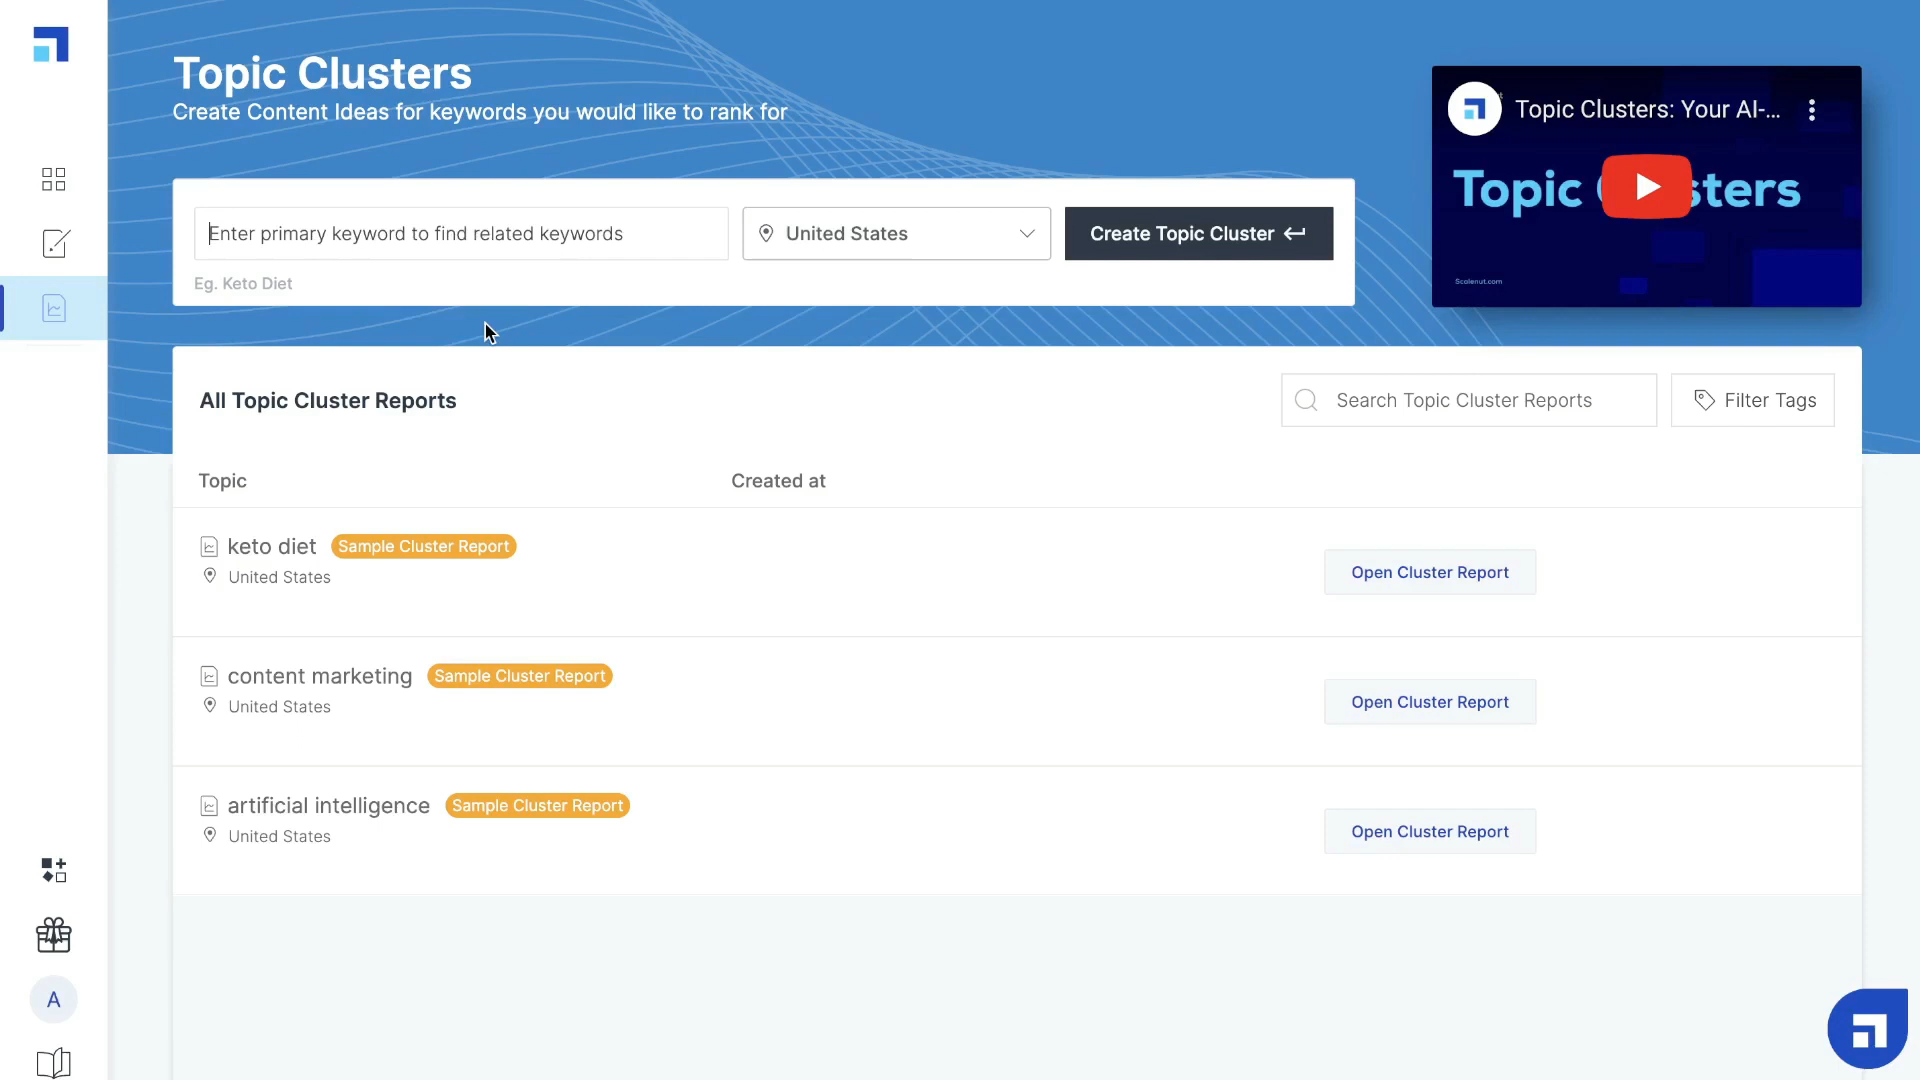 Topic Clusters
Create Content Ideas for keywords you would like to rank for
Topic Clusters: Your AI-...
Topic Clusters
Scalenut.com
Enter primary keyword to find related keywords
United States
Create Topic Cluster
Eg. Keto Diet
All Topic Cluster Reports
Search Topic Cluster Reports
Filter Tags
Topic
Created at
keto diet
Sample Cluster Report
United States
Open Cluster Report
content marketing
Sample Cluster Report
United States
Open Cluster Report
artificial intelligence
Sample Cluster Report
United States
Open Cluster Report
A